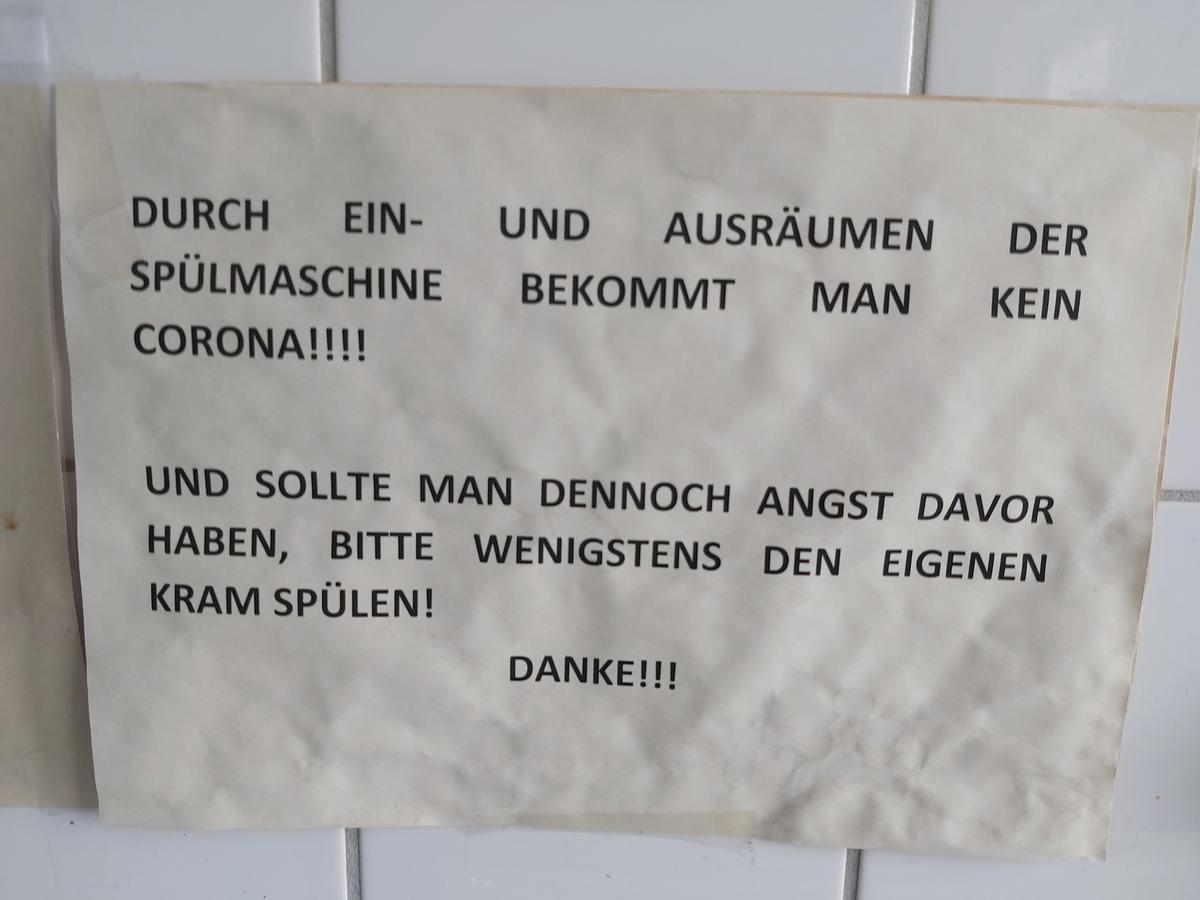 DURCH EIN- UND AUSRÄUMEN DER
SPÜLMASCHINE BEKOMMT MAN KEIN
CORONA!!!!
UND SOLLTE MAN DENNOCH ANGST DAVOR
HABEN, BITTE WENIGSTENS DEN EIGENEN
KRAM SPÜLEN!
DANKE!!!